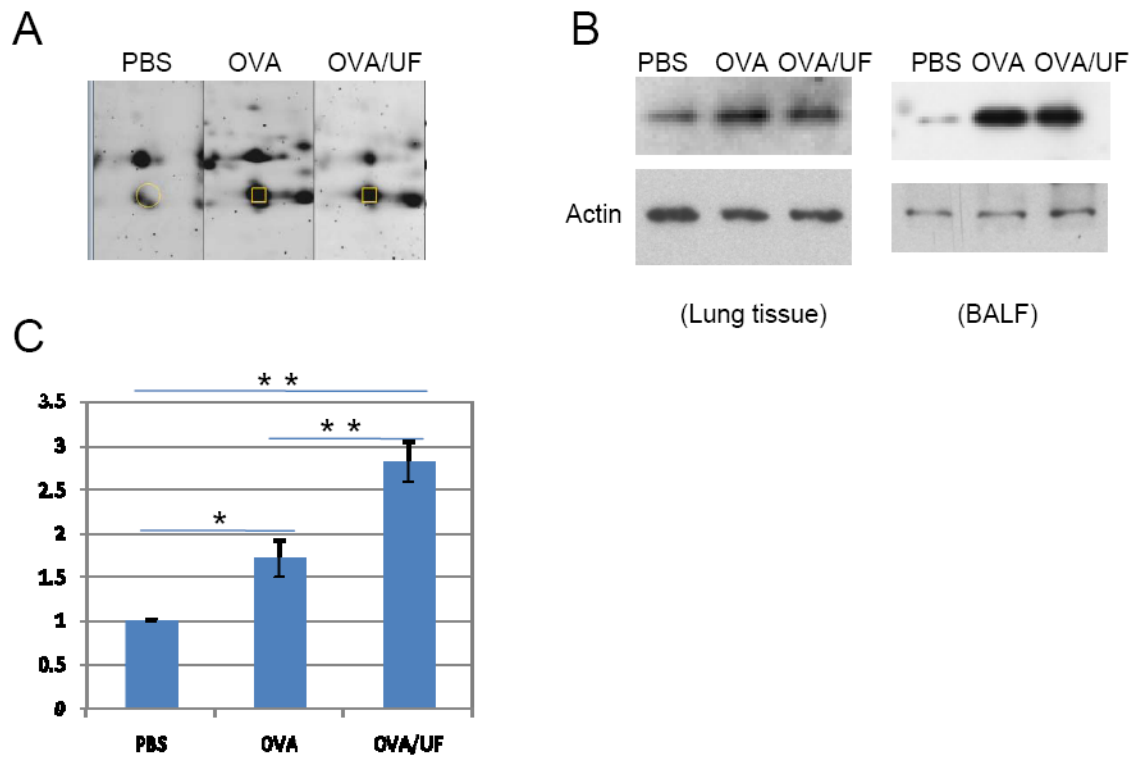 A
PBS OVA OVA/UF
B
PBS OVA OVA/UF
PBS OVA OVA/UF
Actin
(Lung tissue)
(BALF)
C
* *
3.5
* *
3
2.5
*
2
1.5
1
0.5
0
PBS OVA OVA/UF